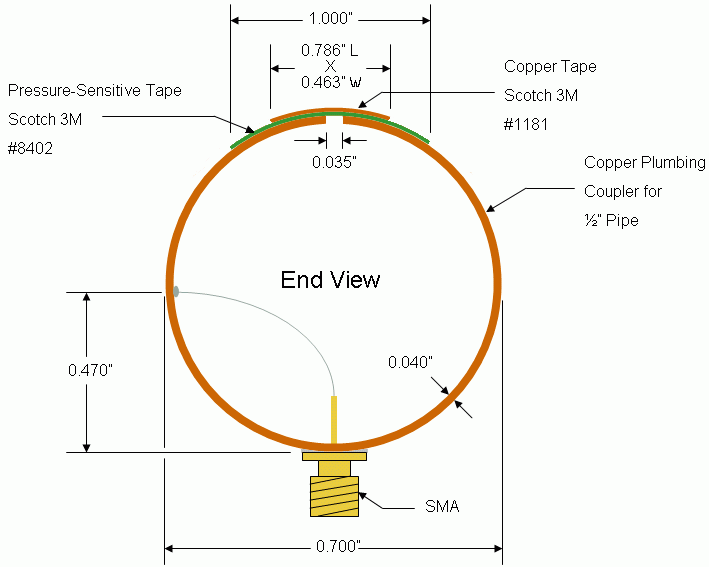 1.000"
0.786" L
X
0.463" W
Pressure-Sensitive Tape
Scotch 3M
#8402
Copper Tape
Scotch 3M
#1181
0.035"
Copper Plumbing
Coupler for
½" Pipe
End View
0.470"
0.040"
SMA
0.700"